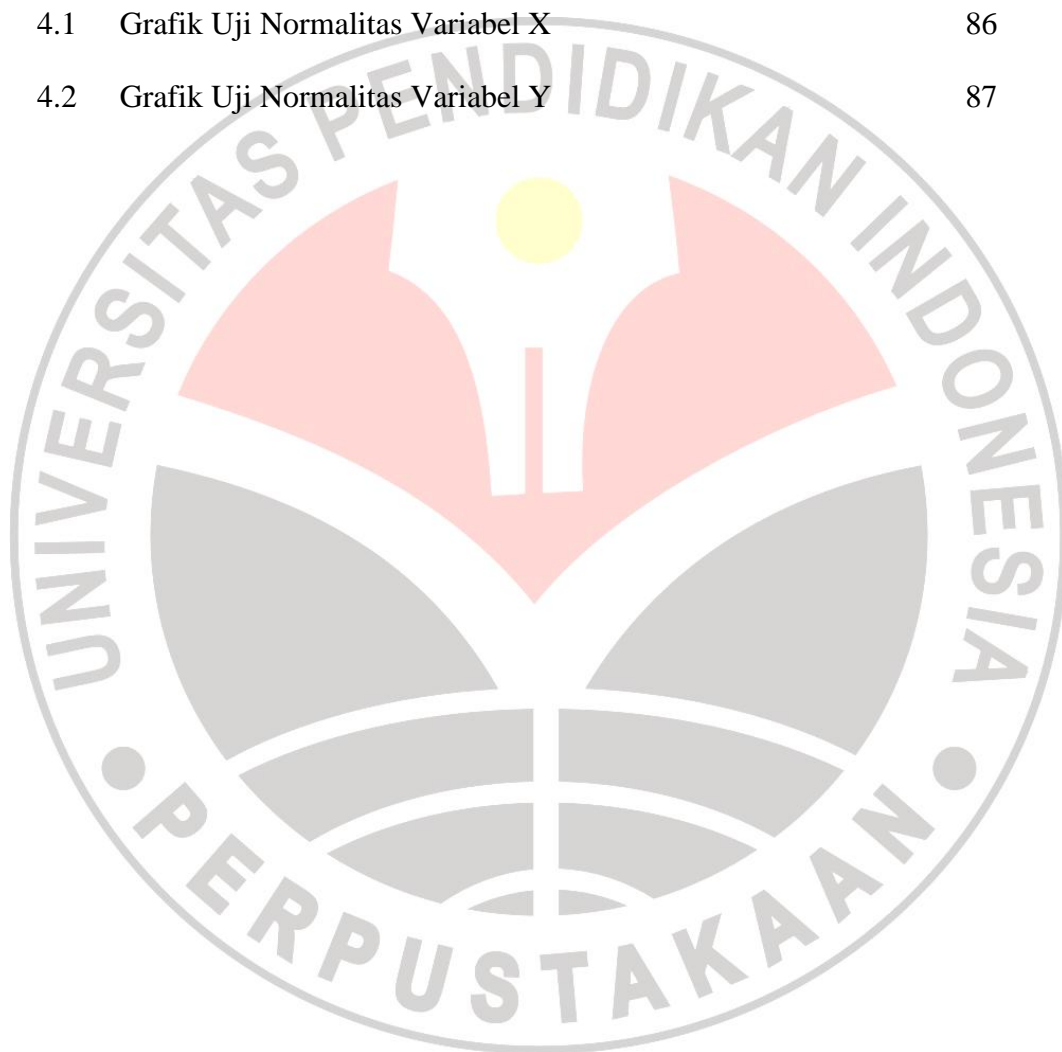 4.1 Grafik Uji Normalitas Variabel X 86
4.2 Grafik Uji Normalitas Variabel Y 87
UNIVERSITAS PENDIDIKAN INDONESIA
• PERPUSTAKAAN •